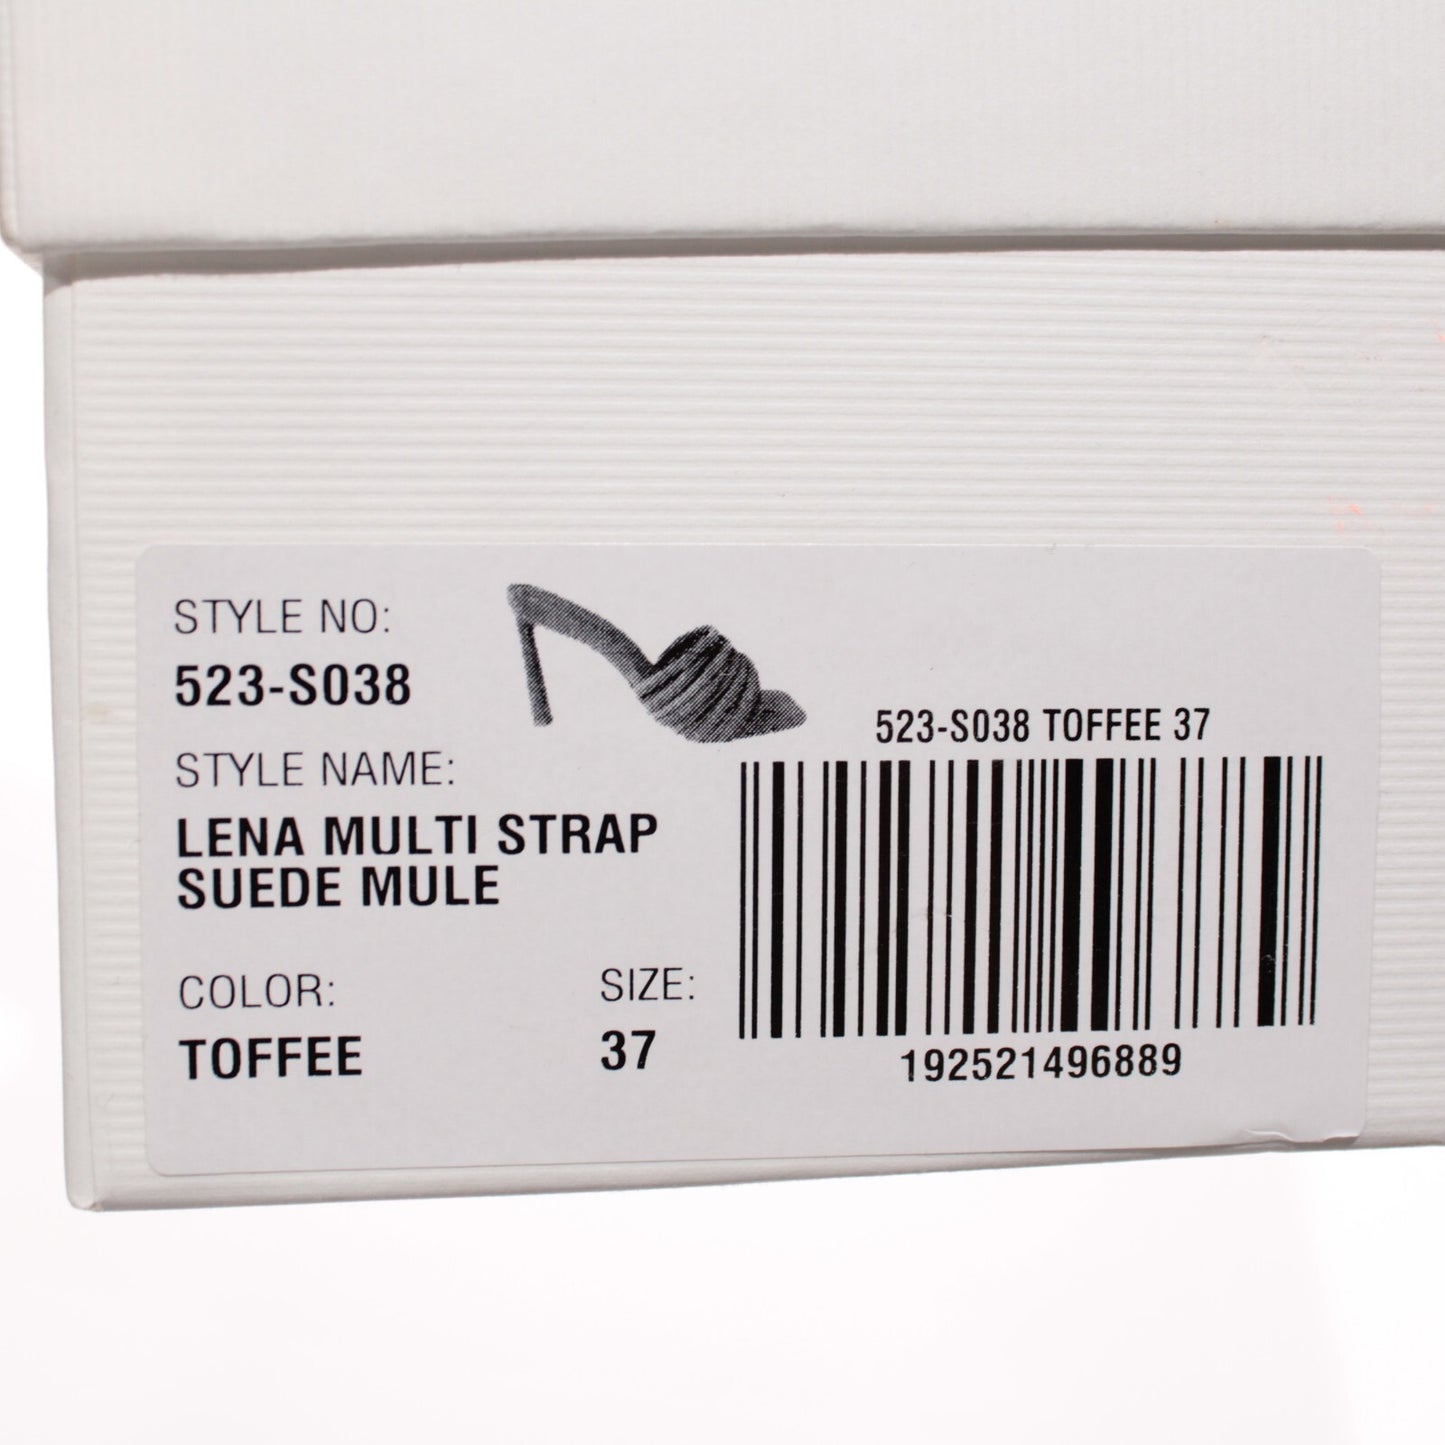 STYLE NO:
523-S038
STYLE NAME:
LENA MULTI STRAP
SUEDE MULE
COLOR:
TOFFEE
SIZE:
37
523-S038 TOFFEE 37
192521496889